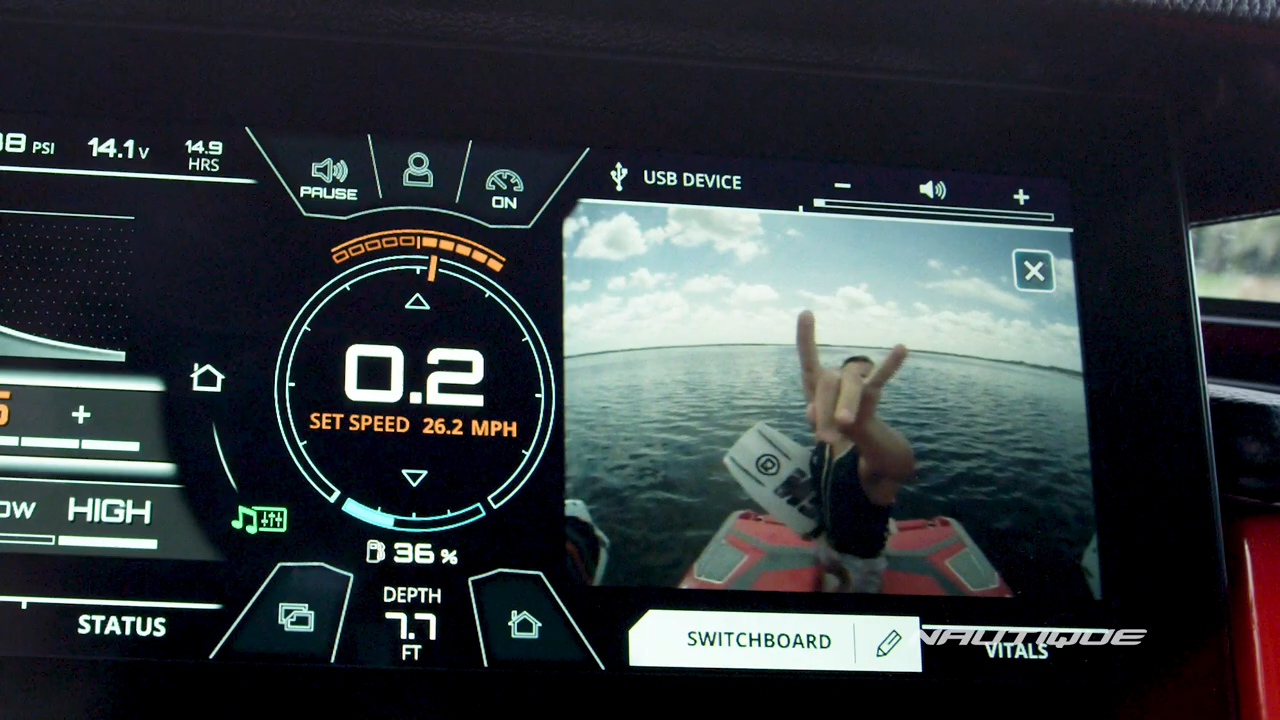 PSI 14.1 V 14.9
HRS
PAUSE
ON
USB DEVICE
0.2
SET SPEED 26.2 MPH
HIGH
36 %
DEPTH
7.7
FT
STATUS
SWITCHBOARD
VITALS
NAUTIQUE